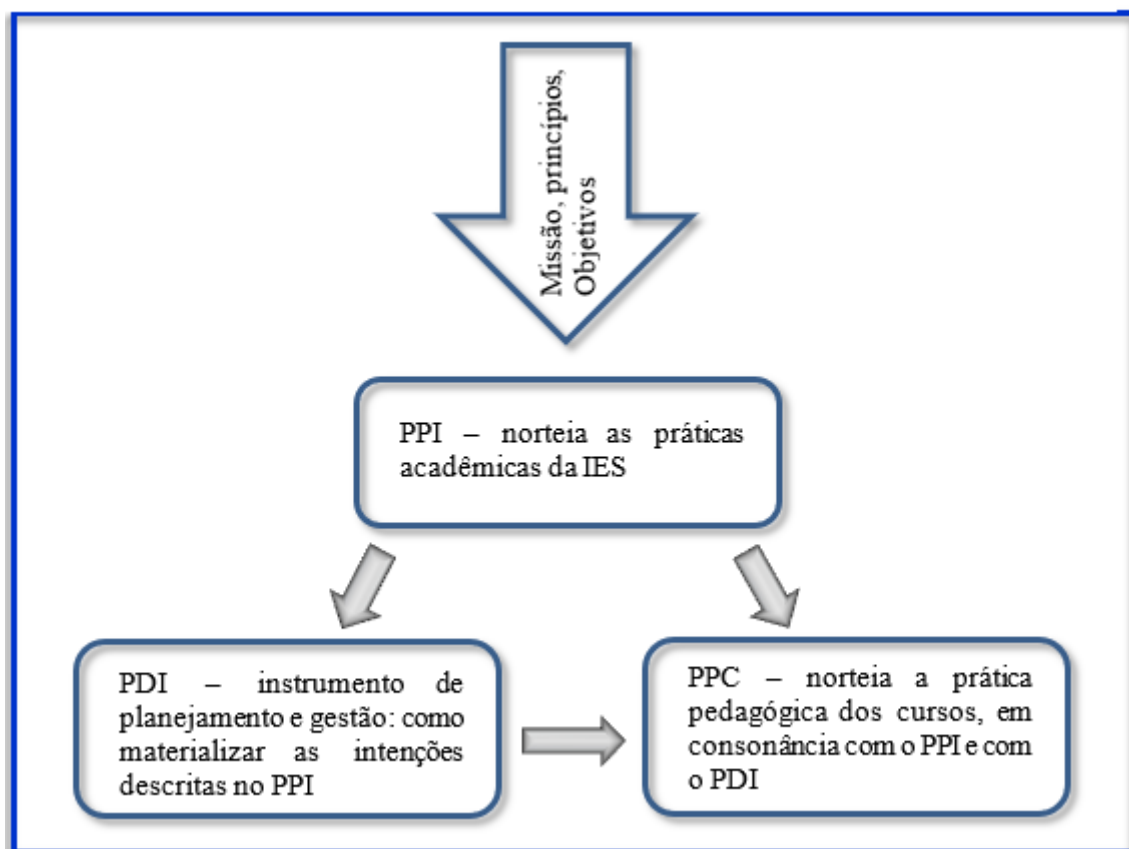 Missão, princípios,
Objetivos
PPI – norteia as práticas
acadêmicas da IES
PDI – instrumento de
planejamento e gestão: como
materializar as intenções
descritas no PPI
PPC – norteia a prática
pedagógica dos cursos, em
consonância com o PPI e com
o PDI